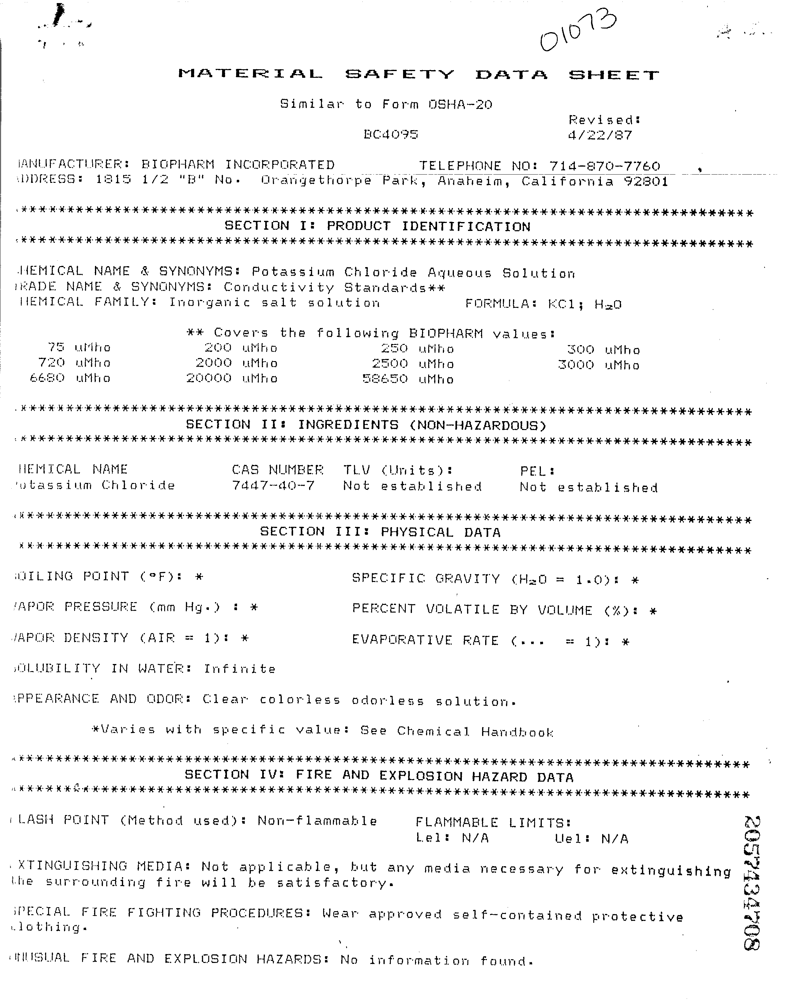 01073
MATERIAL SAFETY DATA SHEET
Similar to Form OSHA-20
Revised:
BC4095 4/22/87
ANUFACTURER: BIOPHARM INCORPORATED TELEPHONE NO: 714-870-7760
DDRESS: 1815 1/2 "B" No. Orangethorpe Park, Anaheim, California 92801
*************************************************************************************
SECTION I: PRODUCT IDENTIFICATION
*************************************************************************************
HEMICAL NAME & SYNONYMS: Potassium Chloride Aqueous Solution
RADE NAME & SYNONYMS: Conductivity Standards**
HEMICAL FAMILY: Inorganic salt solution FORMULA: KCl; H₂O
** Covers the following BIOPHARM values:
75 uMho 200 uMho 250 uMho 300 uMho
720 uMho 2000 uMho 2500 uMho 3000 uMho
6680 uMho 20000 uMho 58650 uMho
*************************************************************************************
SECTION II: INGREDIENTS (NON-HAZARDOUS)
*************************************************************************************
HEMICAL NAME CAS NUMBER TLV (Units): PEL:
otassium Chloride 7447-40-7 Not established Not established
*************************************************************************************
SECTION III: PHYSICAL DATA
*************************************************************************************
OILING POINT (°F): * SPECIFIC GRAVITY (H₂O = 1.0): *
VAPOR PRESSURE (mm Hg.) : * PERCENT VOLATILE BY VOLUME (%): *
VAPOR DENSITY (AIR = 1): * EVAPORATIVE RATE (... = 1): *
OLUBILITY IN WATER: Infinite
PPEARANCE AND ODOR: Clear colorless odorless solution.
*Varies with specific value: See Chemical Handbook
*************************************************************************************
SECTION IV: FIRE AND EXPLOSION HAZARD DATA
*************************************************************************************
LASH POINT (Method used): Non-flammable FLAMMABLE LIMITS:
Lel: N/A Uel: N/A
XTINGUISHING MEDIA: Not applicable, but any media necessary for extinguishing
the surrounding fire will be satisfactory.
SPECIAL FIRE FIGHTING PROCEDURES: Wear approved self-contained protective
clothing.
UNUSUAL FIRE AND EXPLOSION HAZARDS: No information found.
2057434708